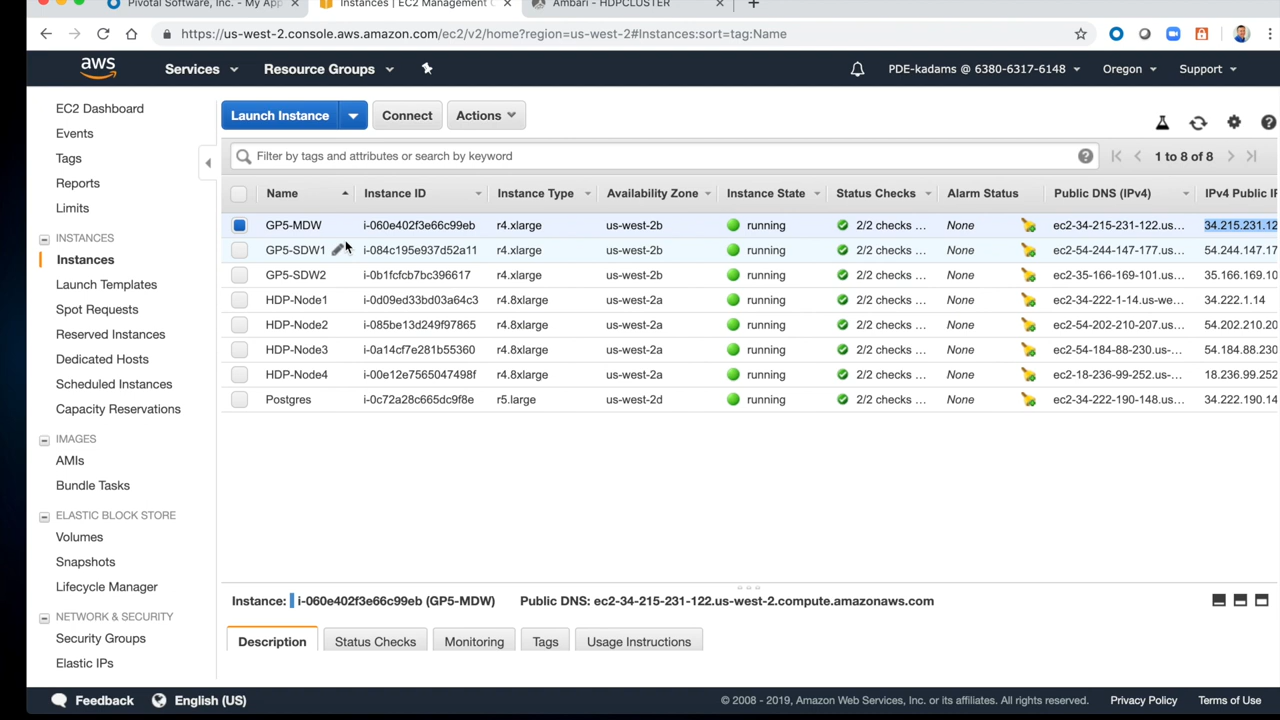 Pivotal Software, Inc. - My App
Instances | EC2 Management
Ambari - HDPCLUSTER
https://us-west-2.console.aws.amazon.com/ec2/v2/home?region=us-west-2#Instances:sort=tag:Name
aws Services Resource Groups PDE-kadams @ 6380-6317-6148 Oregon Support
EC2 Dashboard
Events
Tags
Reports
Limits
INSTANCES
Instances
Launch Templates
Spot Requests
Reserved Instances
Dedicated Hosts
Scheduled Instances
Capacity Reservations
IMAGES
AMIs
Bundle Tasks
ELASTIC BLOCK STORE
Volumes
Snapshots
Lifecycle Manager
NETWORK & SECURITY
Security Groups
Elastic IPs
Launch Instance Connect Actions
Filter by tags and attributes or search by keyword 1 to 8 of 8
Name Instance ID Instance Type Availability Zone Instance State Status Checks Alarm Status Public DNS (IPv4) IPv4 Public IP
GP5-MDW i-060e402f3e66c99eb r4.xlarge us-west-2b running 2/2 checks ... None ec2-34-215-231-122.us... 34.215.231.12
GP5-SDW1 i-084c195e937d52a11 r4.xlarge us-west-2b running 2/2 checks ... None ec2-54-244-147-177.us... 54.244.147.17
GP5-SDW2 i-0b1fcfcb7bc396617 r4.xlarge us-west-2b running 2/2 checks ... None ec2-35-166-169-101.us... 35.166.169.10
HDP-Node1 i-0d09ed33bd03a64c3 r4.8xlarge us-west-2a running 2/2 checks ... None ec2-34-222-1-14.us-we... 34.222.1.14
HDP-Node2 i-085be13d249f97865 r4.8xlarge us-west-2a running 2/2 checks ... None ec2-54-202-210-207.us... 54.202.210.20
HDP-Node3 i-0a14cf7e281b55360 r4.8xlarge us-west-2a running 2/2 checks ... None ec2-54-184-88-230.us-... 54.184.88.230
HDP-Node4 i-00e12e7565047498f r4.8xlarge us-west-2a running 2/2 checks ... None ec2-18-236-99-252.us-... 18.236.99.252
Postgres i-0c72a28c665dc9f8e r5.large us-west-2d running 2/2 checks ... None ec2-34-222-190-148.us... 34.222.190.14
Instance: i-060e402f3e66c99eb (GP5-MDW) Public DNS: ec2-34-215-231-122.us-west-2.compute.amazonaws.com
Description Status Checks Monitoring Tags Usage Instructions
Feedback English (US) © 2008 - 2019, Amazon Web Services, Inc. or its affiliates. All rights reserved. Privacy Policy Terms of Use